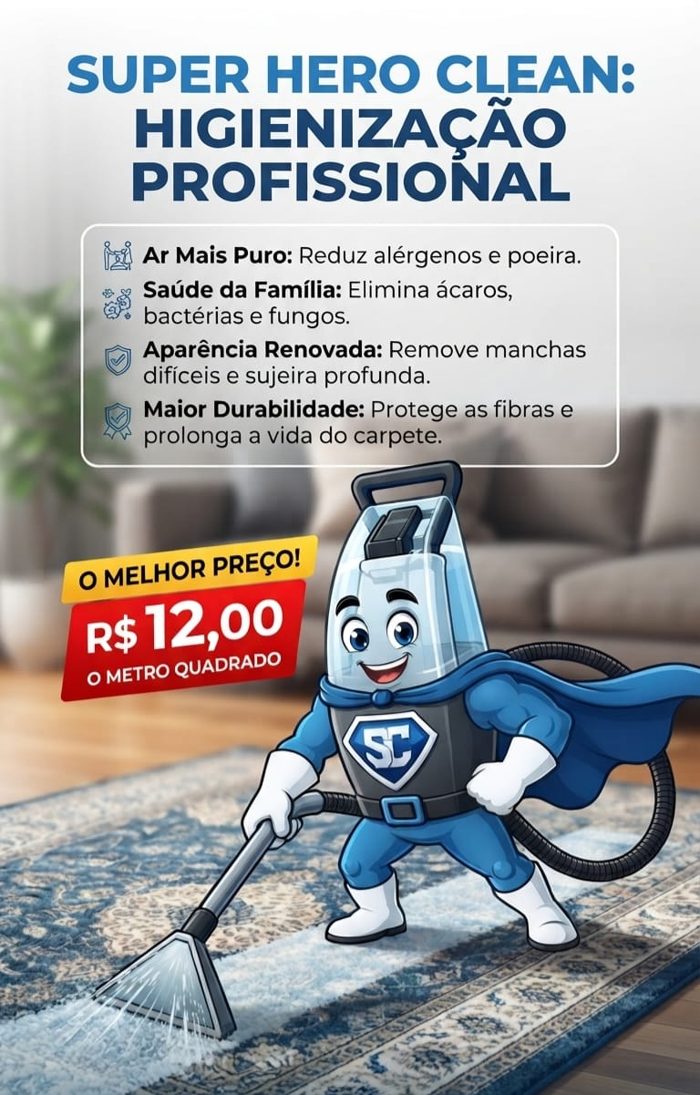 SUPER HERO CLEAN:
HIGIENIZAÇÃO
PROFISSIONAL
Ar Mais Puro: Reduz alérgenos e poeira.
Saúde da Família: Elimina ácaros,
bactérias e fungos.
Aparência Renovada: Remove manchas
difíceis e sujeira profunda.
Maior Durabilidade: Protege as fibras e
prolonga a vida do carpete.
O MELHOR PREÇO!
R$ 12,00
O METRO QUADRADO
SC